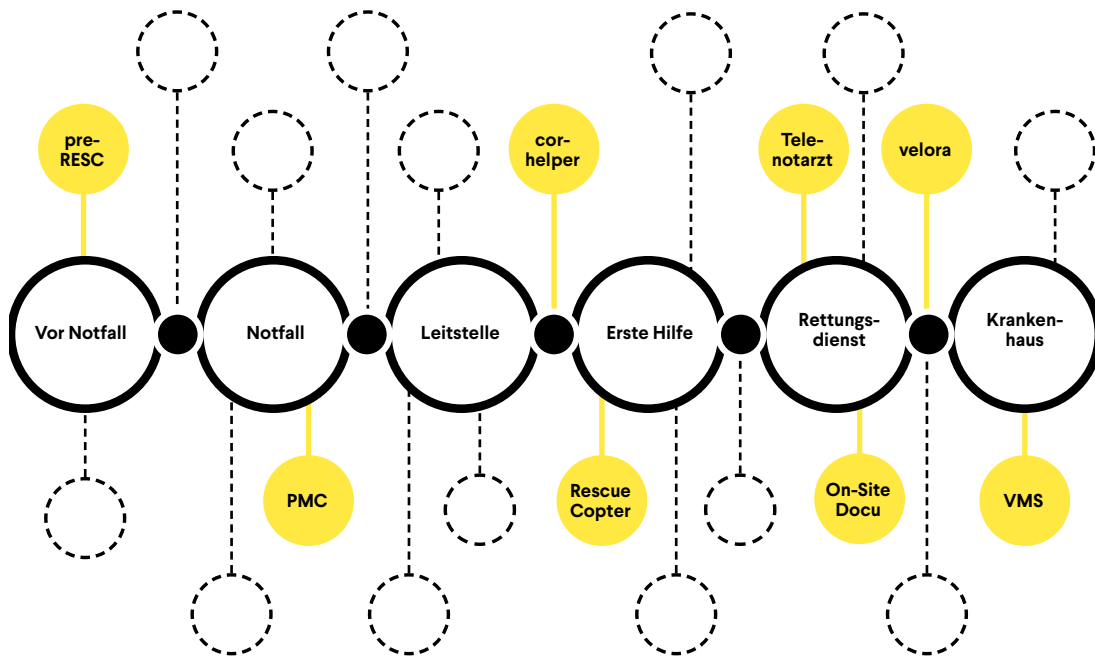 pre-
RESC
cor-
helper
Tele-
notarzt
velora
Vor Notfall
Notfall
Leitstelle
Erste Hilfe
Rettungs-
dienst
Kranken-
haus
PMC
Rescue
Copter
On-Site
Docu
VMS